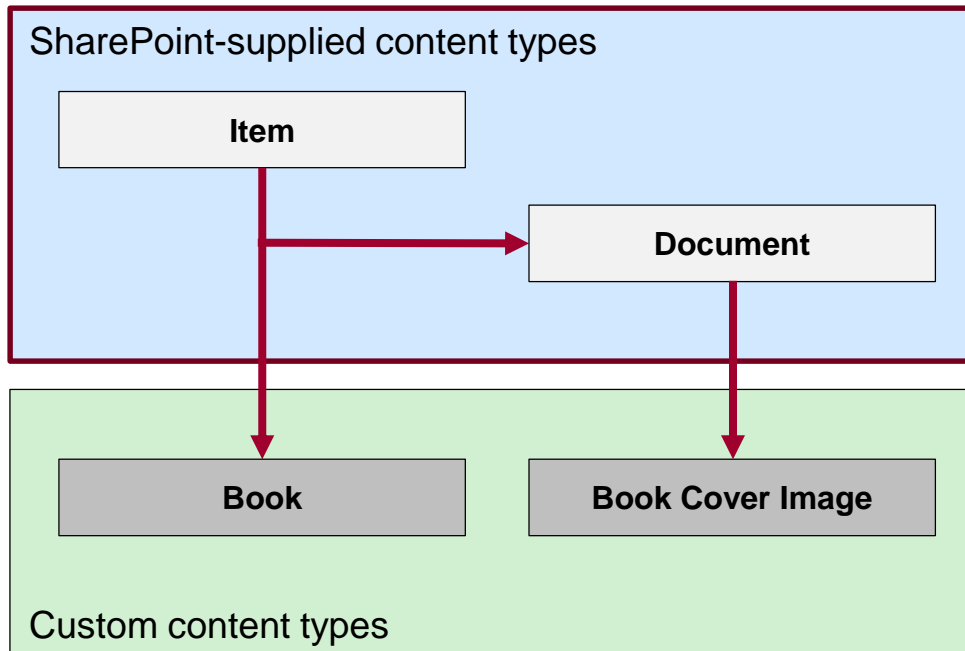 SharePoint-supplied content types
Item
Document
Book
Book Cover Image
Custom content types